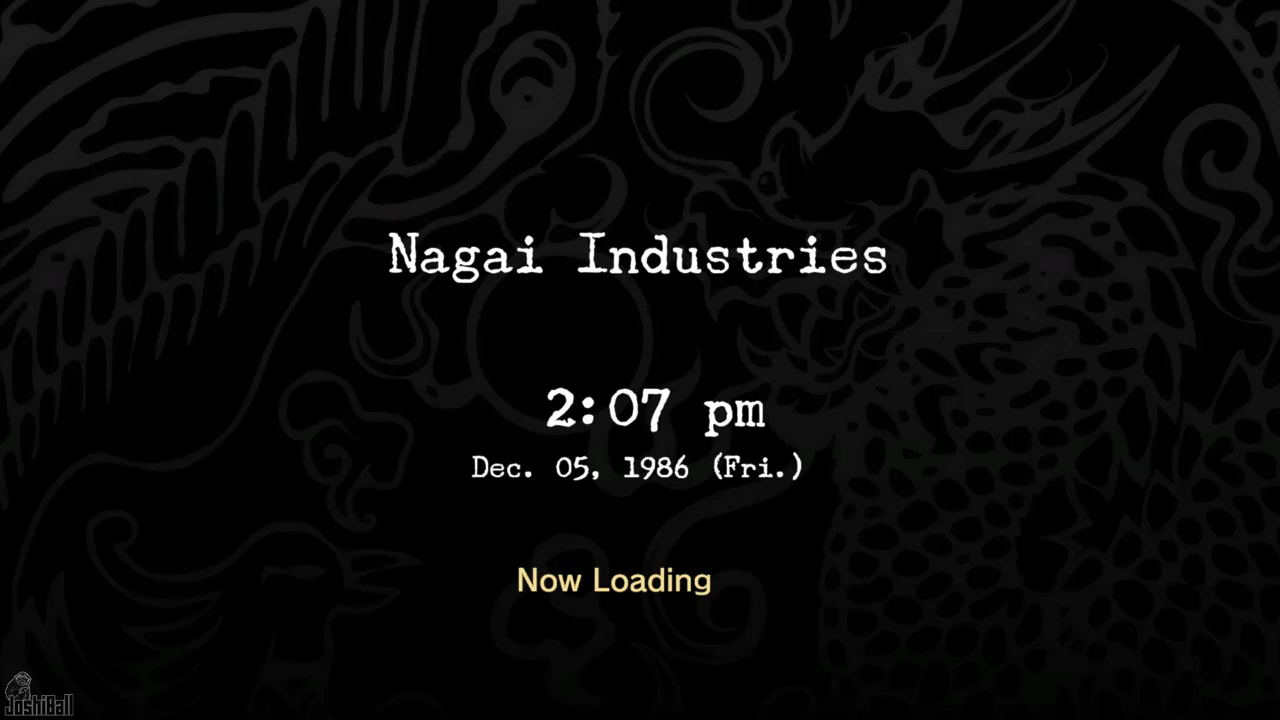 Nagai Industries
2:07 pm
Dec. 05, 1986 (Fri.)
Now Loading
JoshiBall